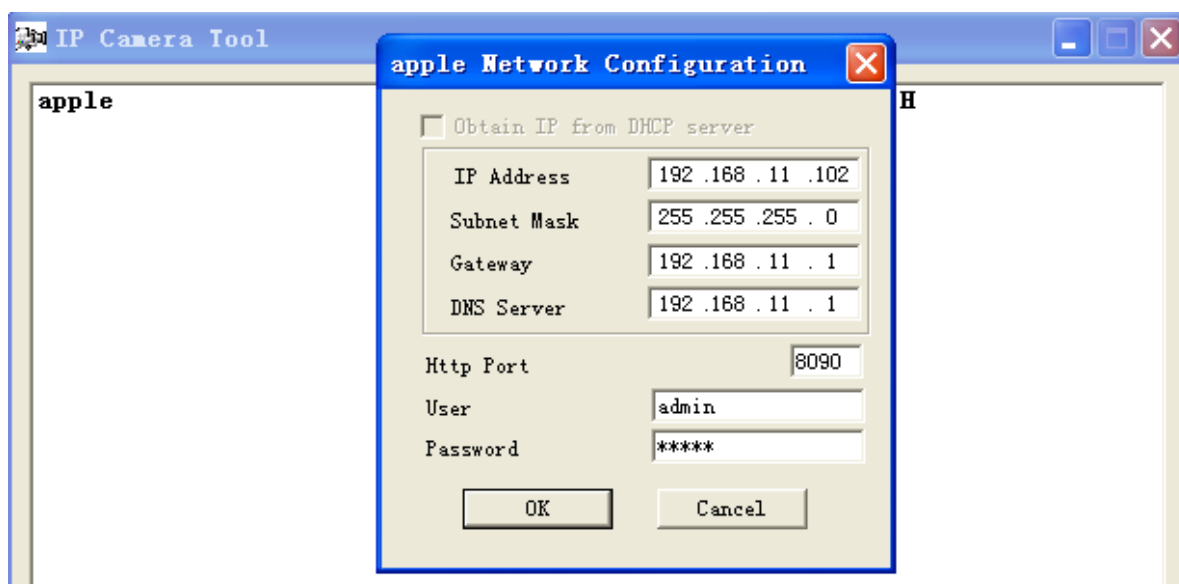 IP Camera Tool
apple Network Configuration
apple
H
Obtain IP from DHCP server
IP Address 192 .168 . 11 .102
Subnet Mask 255 .255 .255 . 0
Gateway 192 .168 . 11 . 1
DNS Server 192 .168 . 11 . 1
Http Port 8090
User admin
Password *****
OK Cancel